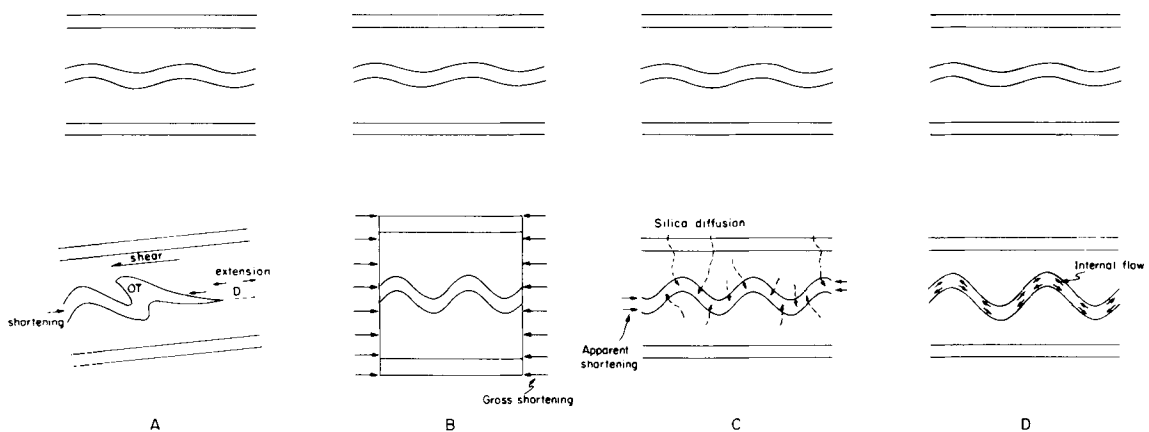 shear
extension
OT
D
shortening
A
Gross shortening
B
Silica diffusion
Apparent
shortening
C
Internal flow
D